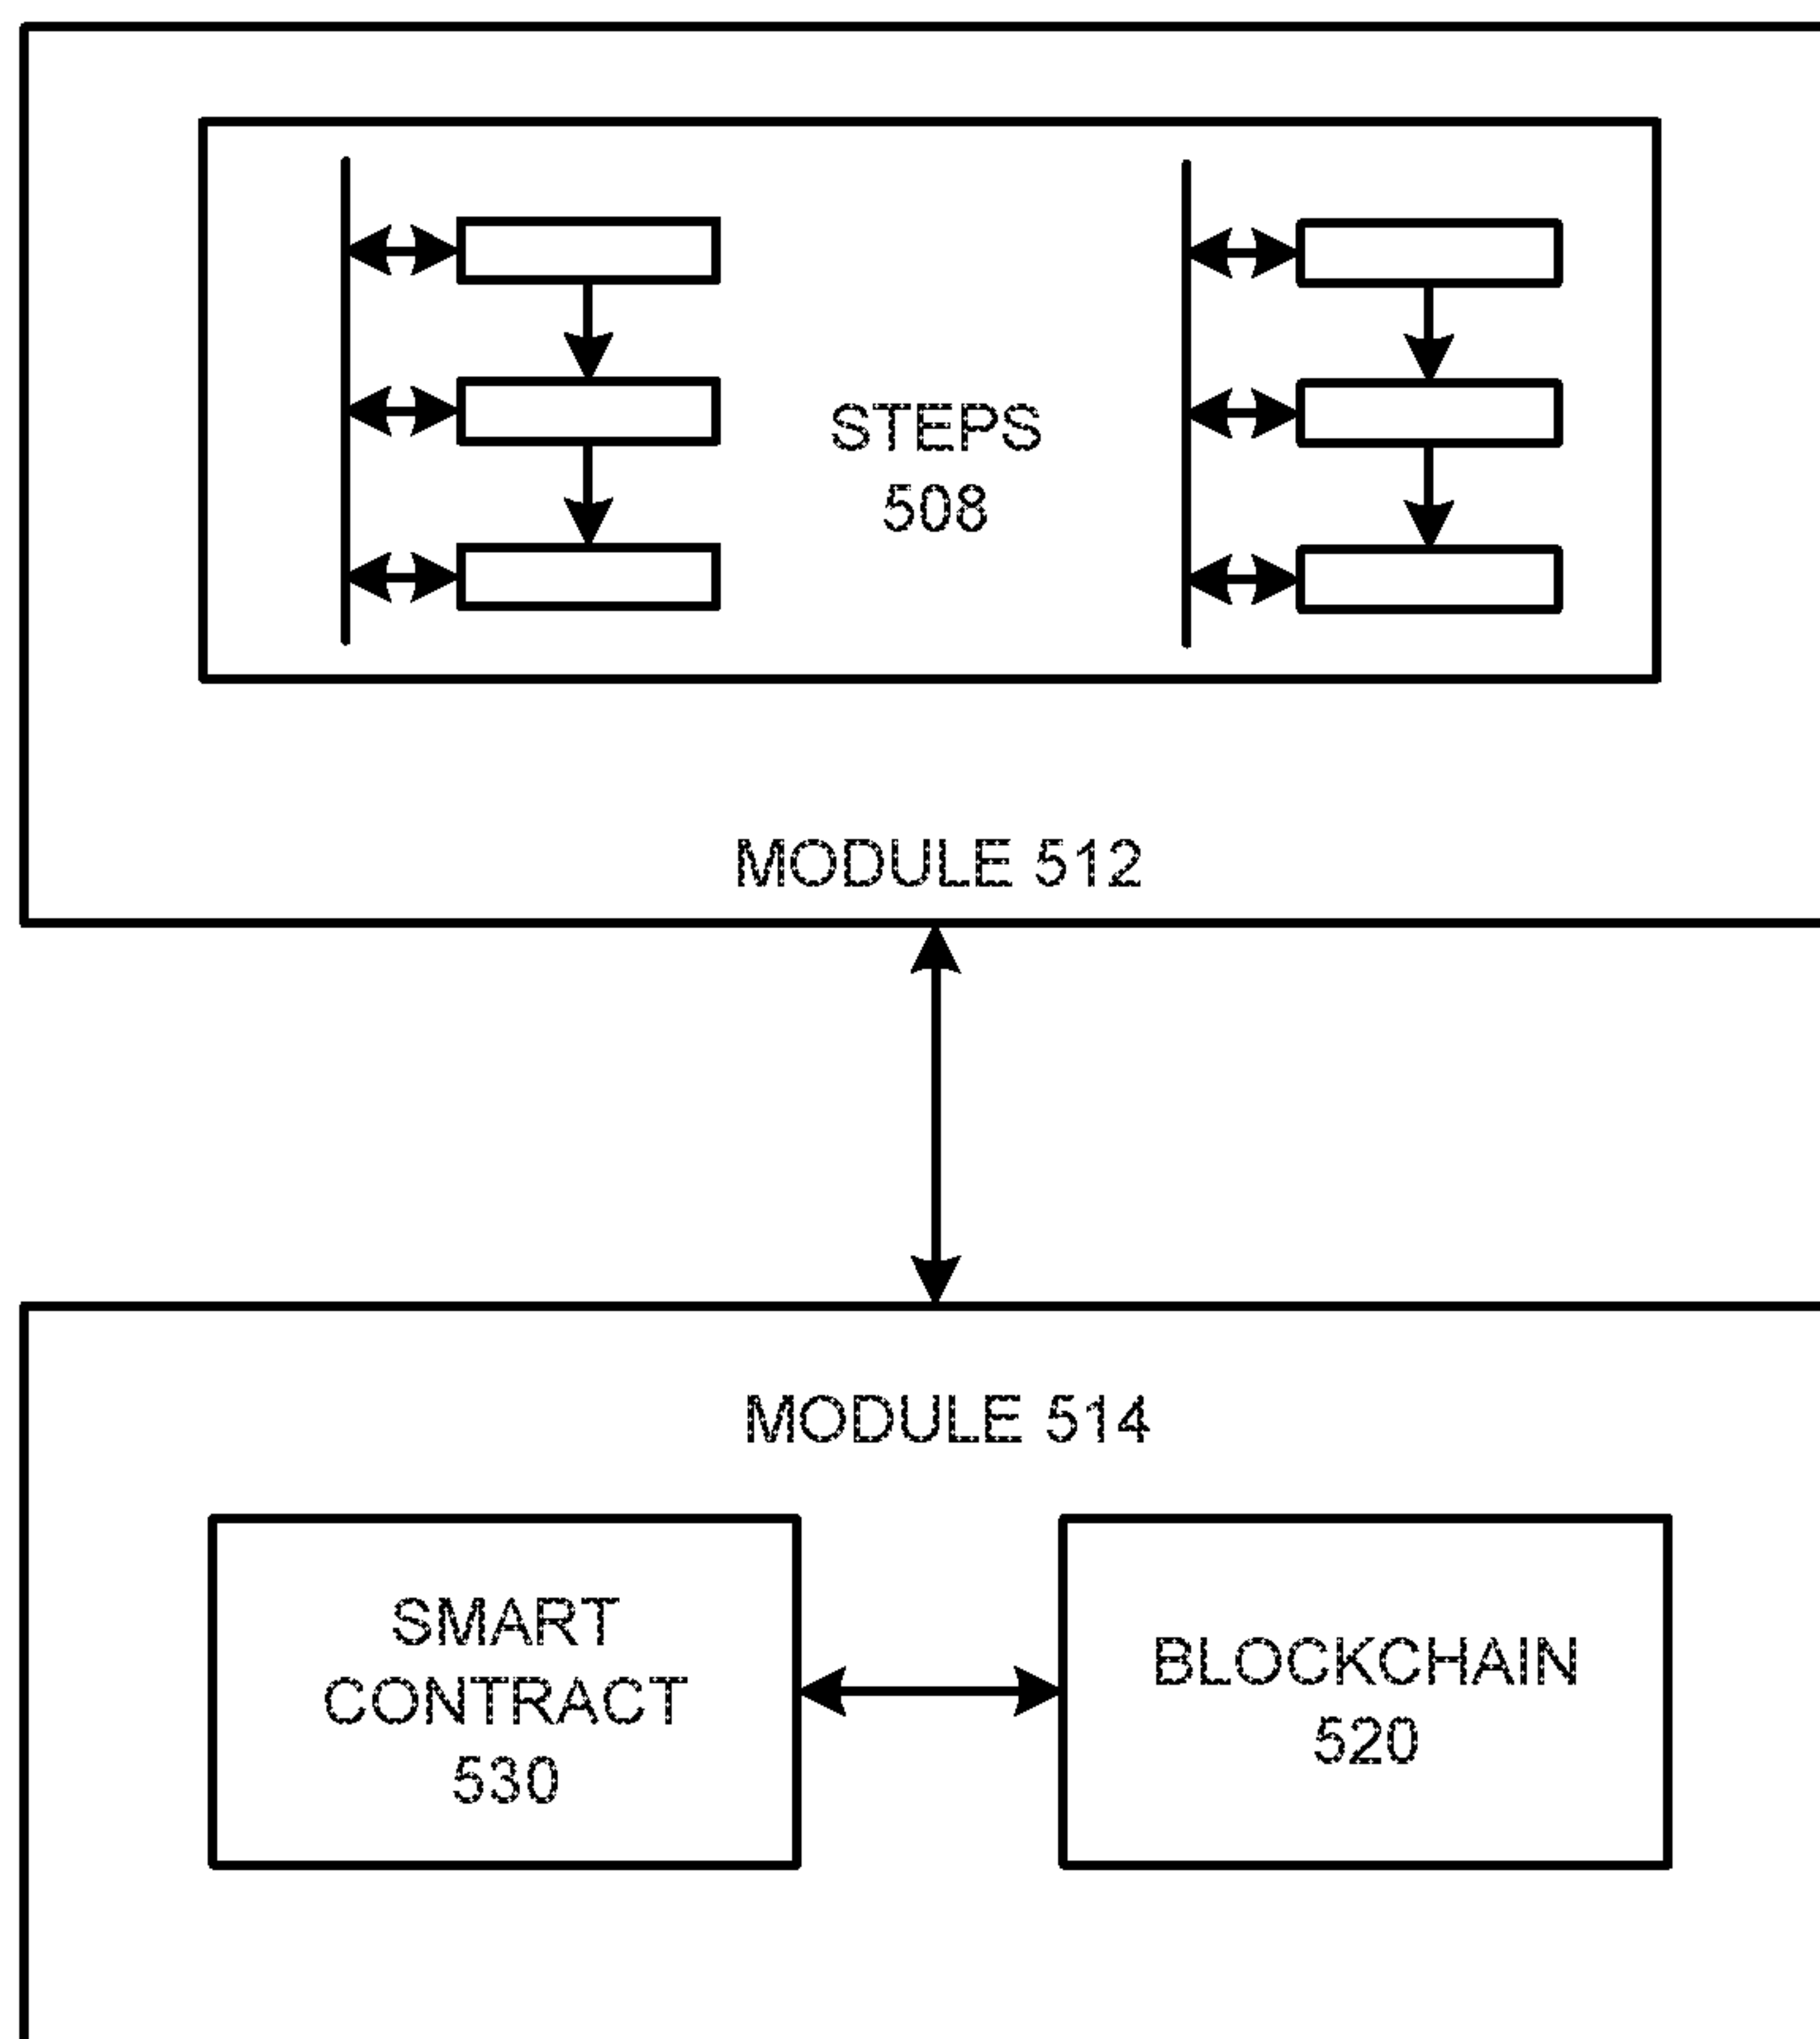 STEPS
508
MODULE 512
MODULE 514
SMART
CONTRACT
530
BLOCKCHAIN
520